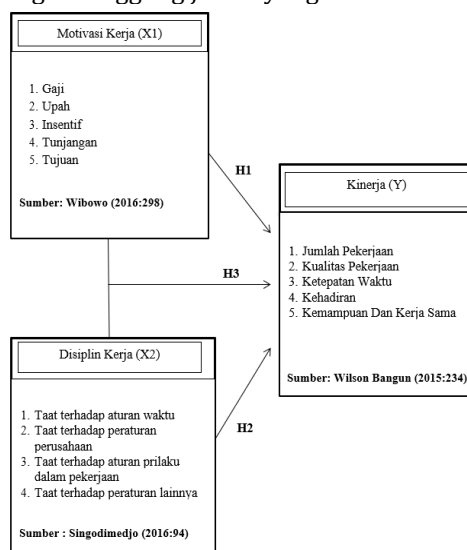 Motivasi Kerja (X1)
1. Gaji
2. Upah
3. Insentif
4. Tunjangan
5. Tujuan
Sumber: Wibowo (2016:298)
H1
Kinerja (Y)
1. Jumlah Pekerjaan
2. Kualitas Pekerjaan
3. Ketepatan Waktu
4. Kehadiran
5. Kemampuan Dan Kerja Sama
Sumber: Wilson Bangun (2015:234)
H3
Disiplin Kerja (X2)
1. Taat terhadap aturan waktu
2. Taat terhadap peraturan
perusahaan
3. Taat terhadap aturan prilaku
dalam pekerjaan
4. Taat terhadap peraturan lainnya
Sumber : Singodimedjo (2016:94)
H2